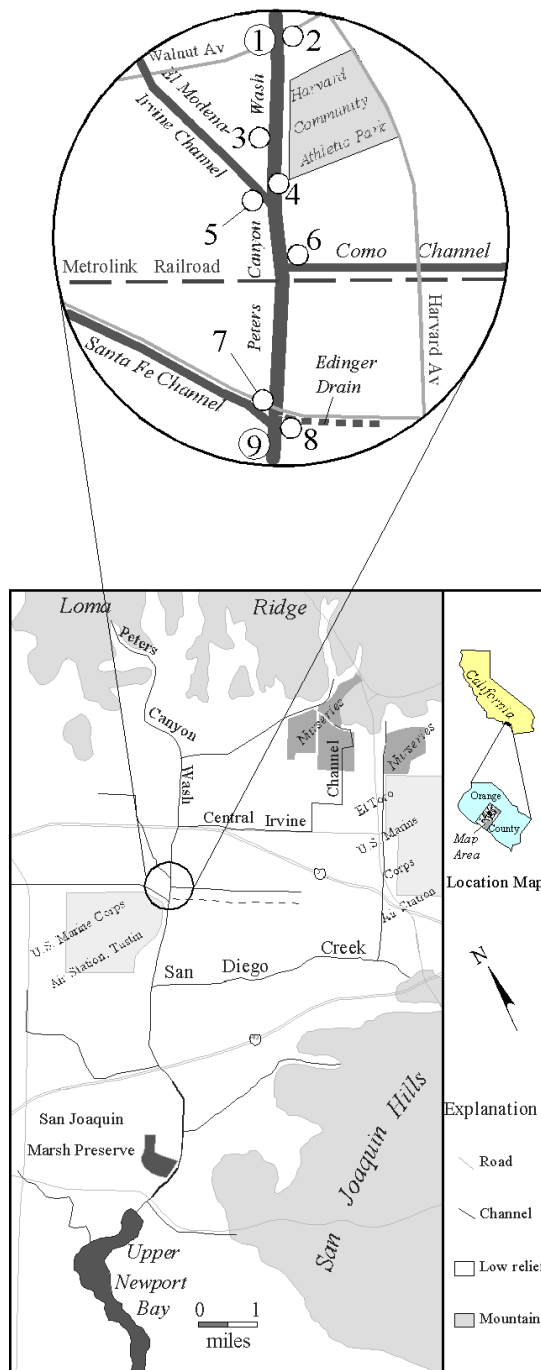 1
2
Walnut Av
El Modena-
Irvine Channel
Wash
Harvard
Community
Athletic Park
3
4
5
Canyon
6
Como Channel
Metrolink Railroad
Peters
Harvard Av
7
Santa Fe Channel
Edinger
Drain
8
9
Loma Ridge
Peters
Canyon
Wash
Nurseries
Channel
Nurseries
Central Irvine
El Toro
U.S. Marine
Corps
Air Station
U.S. Marine Corps
Air Station, Tustin
San Diego Creek
San Joaquin
Marsh Preserve
San Joaquin Hills
Upper
Newport
Bay
0 1
miles
California
Orange
County
Map
Area
Location Map
N
Explanation
Road
Channel
Low relief
Mountain